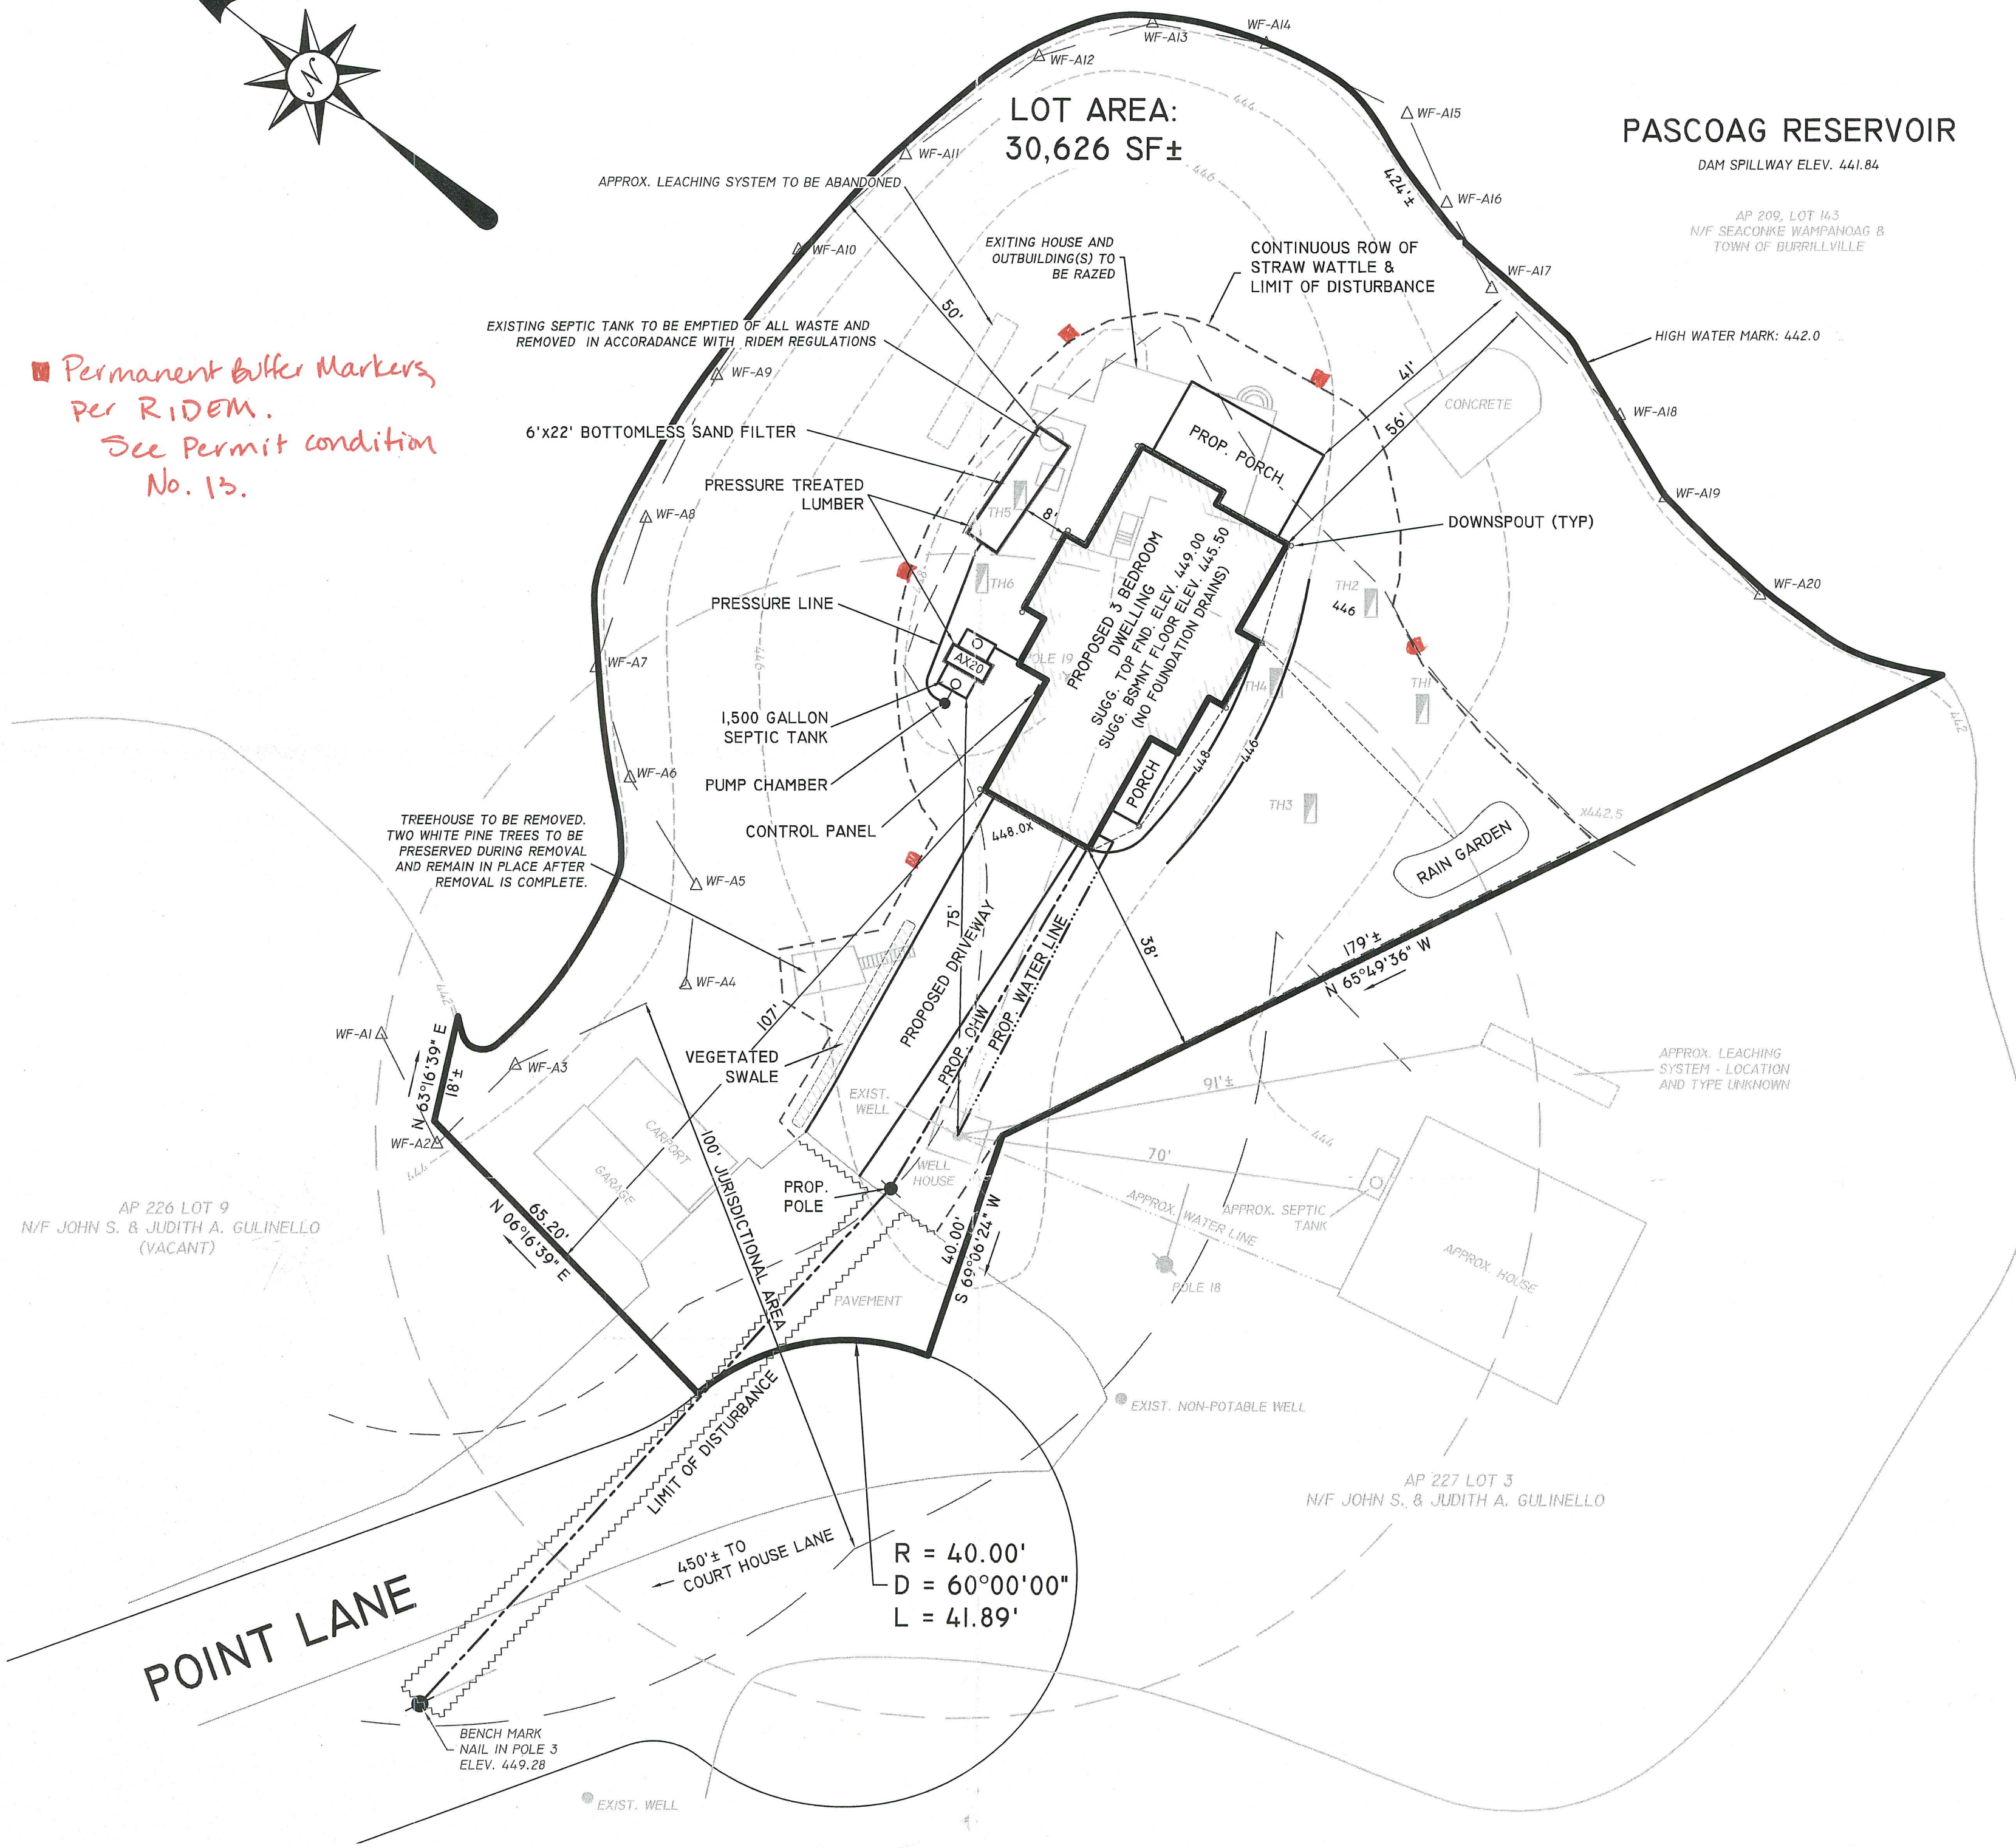 N
WF-A12
WF-A13
WF-A14
WF-A15
WF-A16
WF-A17
WF-A18
WF-A19
WF-A20
WF-A11
WF-A10
WF-A9
WF-A8
WF-A7
WF-A6
WF-A5
WF-A4
WF-A3
WF-A1
WF-A2
LOT AREA:
30,626 SF±
444
446
424'±
PASCOAG RESERVOIR
DAM SPILLWAY ELEV. 441.84
AP 209, LOT 143
N/F SEACONKE WAMPANOAG &
TOWN OF BURRILLVILLE
HIGH WATER MARK: 442.0
APPROX. LEACHING SYSTEM TO BE ABANDONED
EXITING HOUSE AND
OUTBUILDING(S) TO
BE RAZED
CONTINUOUS ROW OF
STRAW WATTLE &
LIMIT OF DISTURBANCE
50'
EXISTING SEPTIC TANK TO BE EMPTIED OF ALL WASTE AND
REMOVED IN ACCORADANCE WITH RIDEM REGULATIONS
Permanent Buffer Markers,
per RIDEM.
See Permit condition
No. 13.
6'x22' BOTTOMLESS SAND FILTER
PRESSURE TREATED
LUMBER
TH5
8'
TH6
PROP. PORCH
41'
56'
CONCRETE
DOWNSPOUT (TYP)
TH2
446
TH1
TH4
TH3
PRESSURE LINE
AX20
POLE 19
PROPOSED 3 BEDROOM
DWELLING
SUGG. TOP FND. ELEV. 449.00
SUGG. BSMNT FLOOR ELEV. 445.50
(NO FOUNDATION DRAINS)
PORCH
448
446
1,500 GALLON
SEPTIC TANK
PUMP CHAMBER
CONTROL PANEL
448.0X
X442.5
RAIN GARDEN
442
TREEHOUSE TO BE REMOVED.
TWO WHITE PINE TREES TO BE
PRESERVED DURING REMOVAL
AND REMAIN IN PLACE AFTER
REMOVAL IS COMPLETE.
75'
107'
38'
PROPOSED DRIVEWAY
PROP. OHW
PROP. WATER LINE
179'±
N 65°49'36" W
442
N 63°16'39" E
18'±
444
VEGETATED
SWALE
CARPORT
GARAGE
100' JURISDICTIONAL AREA
EXIST.
WELL
WELL
HOUSE
PROP.
POLE
91'±
70'
444
APPROX. LEACHING
SYSTEM - LOCATION
AND TYPE UNKNOWN
APPROX. WATER LINE
APPROX. SEPTIC
TANK
APPROX. HOUSE
POLE 18
AP 226 LOT 9
N/F JOHN S. & JUDITH A. GULINELLO
(VACANT)
65.20'
N 06°16'39" E
40.00'
S 69°06'24" W
PAVEMENT
LIMIT OF DISTURBANCE
EXIST. NON-POTABLE WELL
AP 227 LOT 3
N/F JOHN S. & JUDITH A. GULINELLO
450'± TO
COURT HOUSE LANE
R = 40.00'
D = 60°00'00"
L = 41.89'
POINT LANE
BENCH MARK
NAIL IN POLE 3
ELEV. 449.28
EXIST. WELL